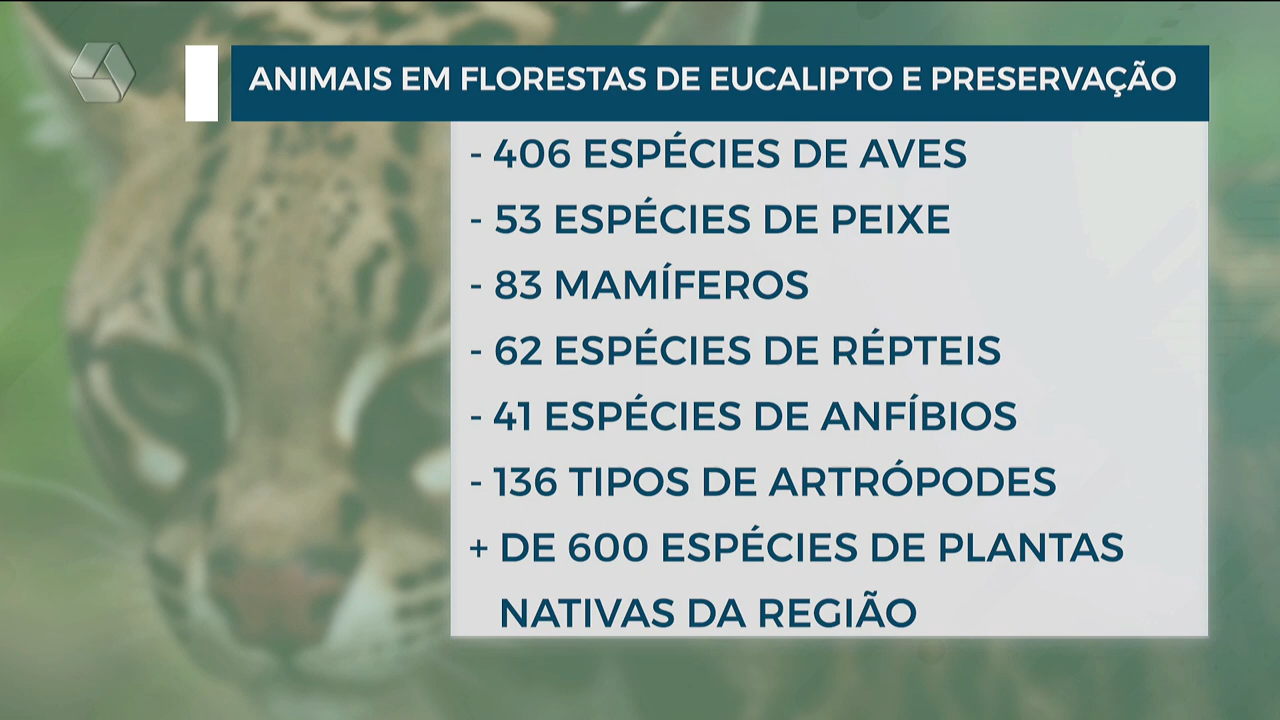 ANIMAIS EM FLORESTAS DE EUCALIPTO E PRESERVAÇÃO
- 406 ESPÉCIES DE AVES
- 53 ESPÉCIES DE PEIXE
- 83 MAMÍFEROS
- 62 ESPÉCIES DE RÉPTEIS
- 41 ESPÉCIES DE ANFÍBIOS
- 136 TIPOS DE ARTRÓPODES
+ DE 600 ESPÉCIES DE PLANTAS
NATIVAS DA REGIÃO